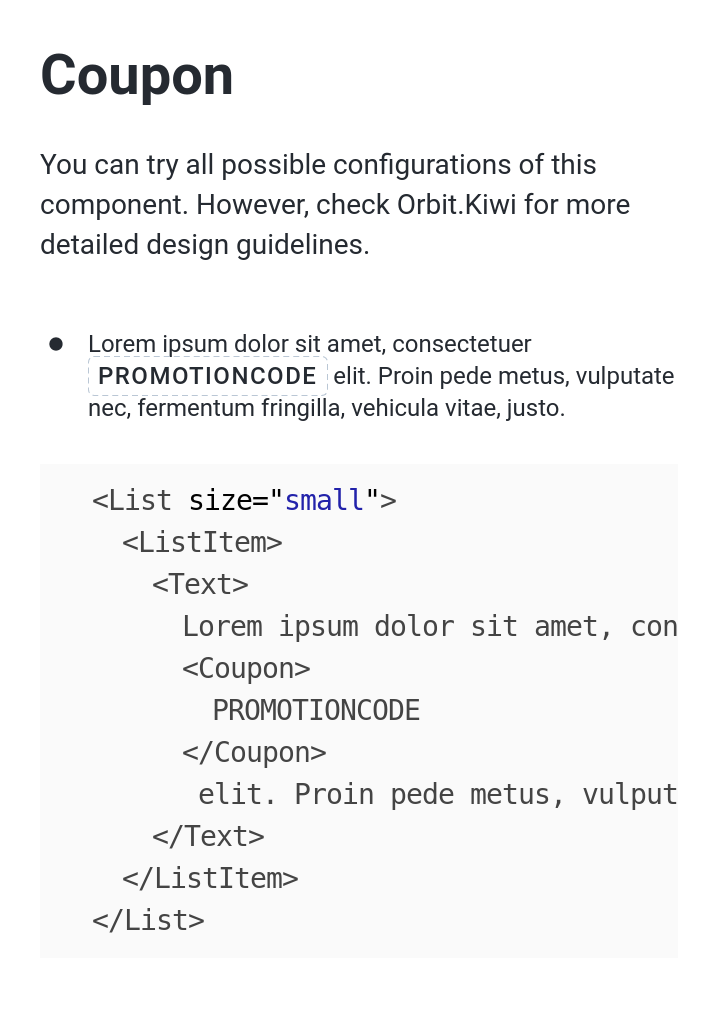 Coupon
You can try all possible configurations of this
component. However, check Orbit.Kiwi for more
detailed design guidelines.
Lorem ipsum dolor sit amet, consectetuer
PROMOTIONCODE elit. Proin pede metus, vulputate
nec, fermentum fringilla, vehicula vitae, justo.
<List size="small">
<ListItem>
<Text>
Lorem ipsum dolor sit amet, con
<Coupon>
PROMOTIONCODE
</Coupon>
elit. Proin pede metus, vulput
</Text>
</ListItem>
</List>